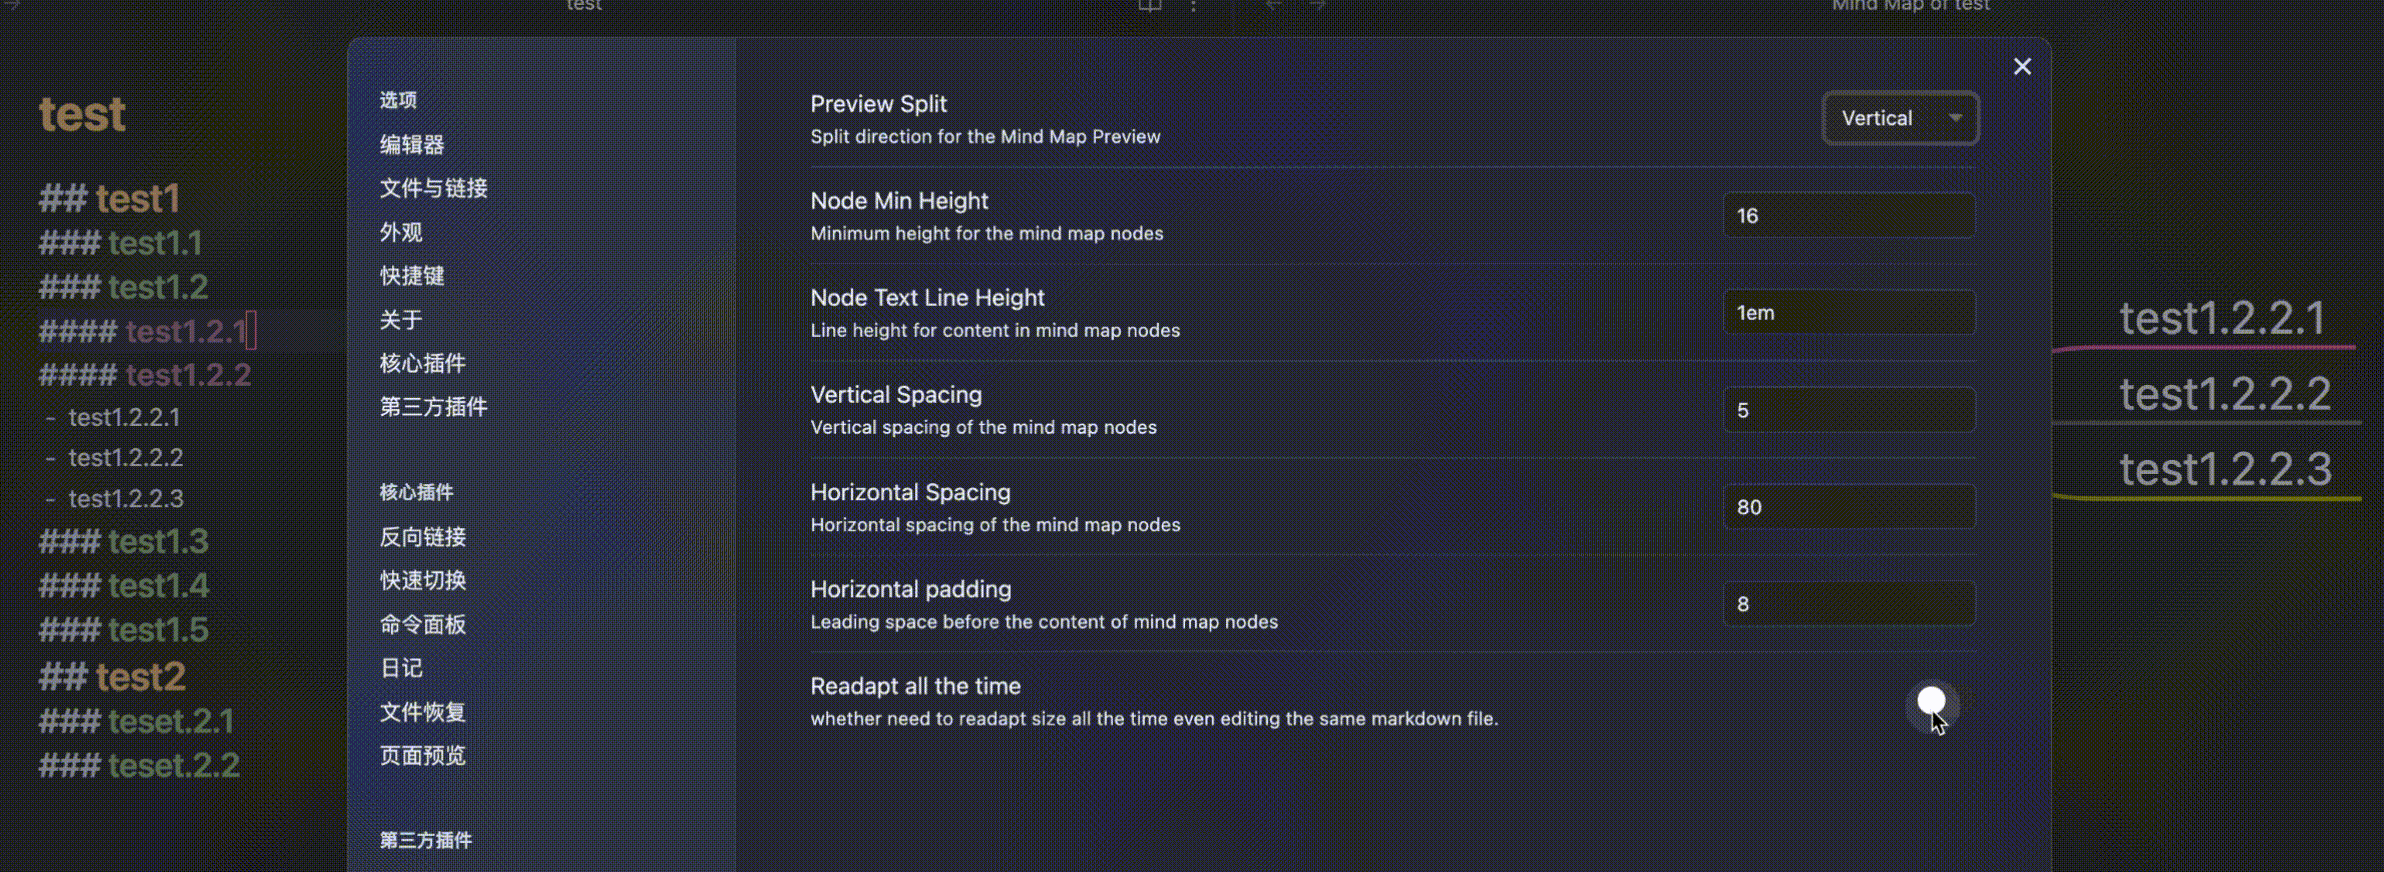 test
Mind Map of test
test
## test1
### test1.1
### test1.2
#### test1.2.1
#### test1.2.2
- test1.2.2.1
- test1.2.2.2
- test1.2.2.3
### test1.3
### test1.4
### test1.5
## test2
### teset.2.1
### teset.2.2
选项
编辑器
文件与链接
外观
快捷键
关于
核心插件
第三方插件
核心插件
反向链接
快速切换
命令面板
日记
文件恢复
页面预览
第三方插件
Preview Split
Split direction for the Mind Map Preview
Vertical
Node Min Height
Minimum height for the mind map nodes
16
Node Text Line Height
Line height for content in mind map nodes
1em
Vertical Spacing
Vertical spacing of the mind map nodes
5
Horizontal Spacing
Horizontal spacing of the mind map nodes
80
Horizontal padding
Leading space before the content of mind map nodes
8
Readapt all the time
whether need to readapt size all the time even editing the same markdown file.
test1.2.2.1
test1.2.2.2
test1.2.2.3